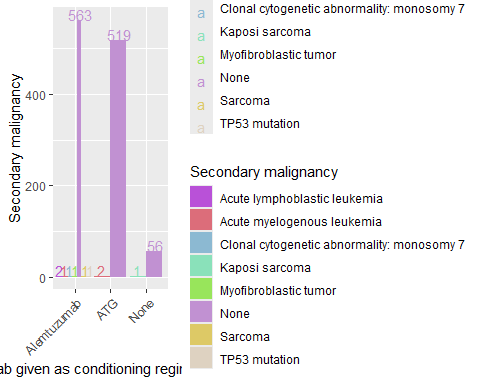 563
519
56
2
1
1
1
1
1
2
1
400
200
0
Secondary malignancy
Alemtuzumab
ATG
None
ab given as conditioning regir
a Clonal cytogenetic abnormality: monosomy 7
a Kaposi sarcoma
a Myofibroblastic tumor
a None
a Sarcoma
a TP53 mutation
Secondary malignancy
Acute lymphoblastic leukemia
Acute myelogenous leukemia
Clonal cytogenetic abnormality: monosomy 7
Kaposi sarcoma
Myofibroblastic tumor
None
Sarcoma
TP53 mutation